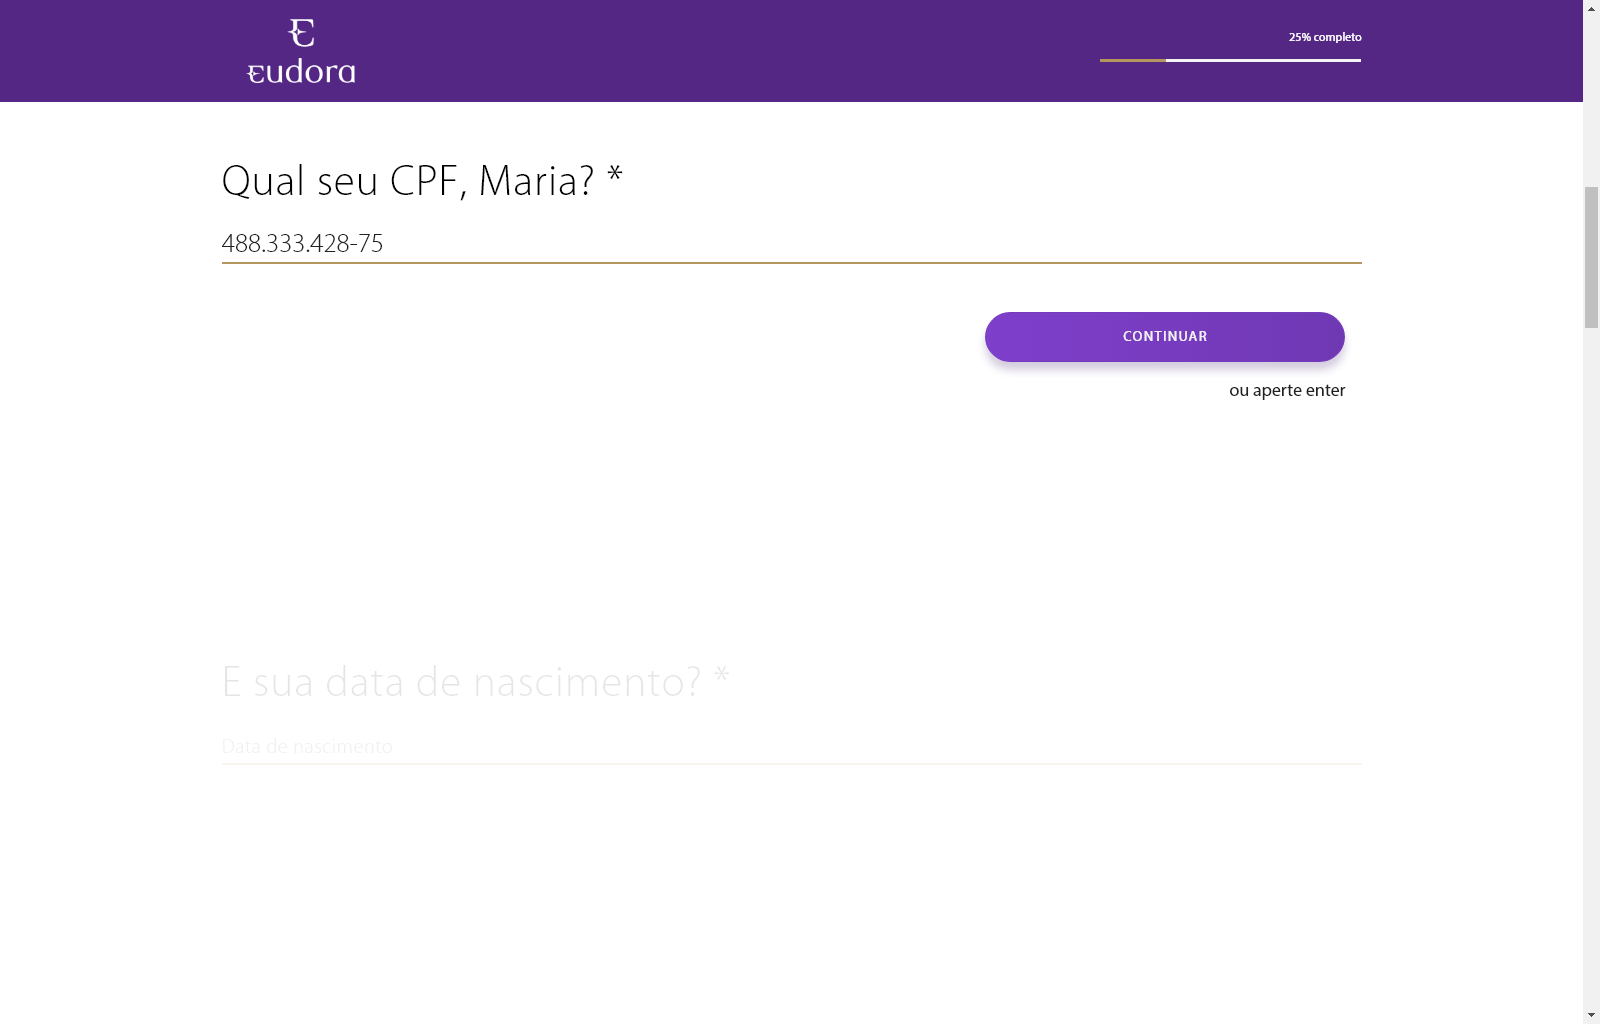 eudora
25% completo
Qual seu CPF, Maria? *
488.333.428-75
CONTINUAR
ou aperte enter
E sua data de nascimento? *
Data de nascimento